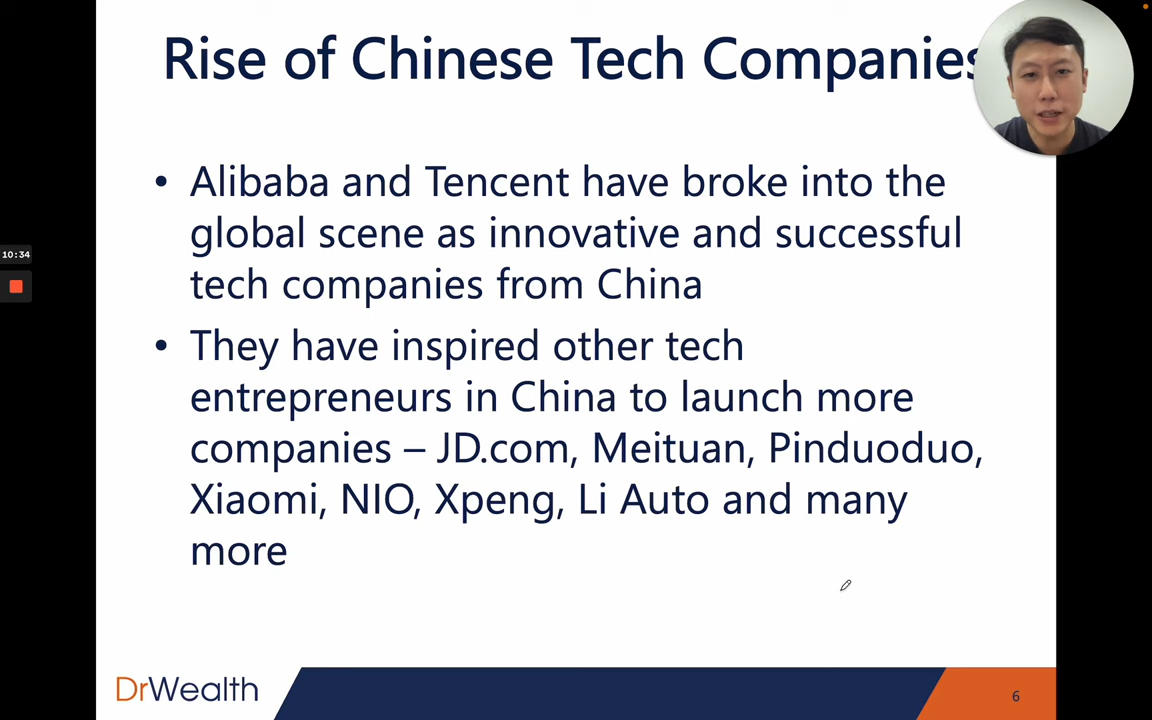 Rise of Chinese Tech Companies
• Alibaba and Tencent have broke into the
global scene as innovative and successful
tech companies from China
• They have inspired other tech
entrepreneurs in China to launch more
companies – JD.com, Meituan, Pinduoduo,
Xiaomi, NIO, Xpeng, Li Auto and many
more
10:34
DrWealth
6